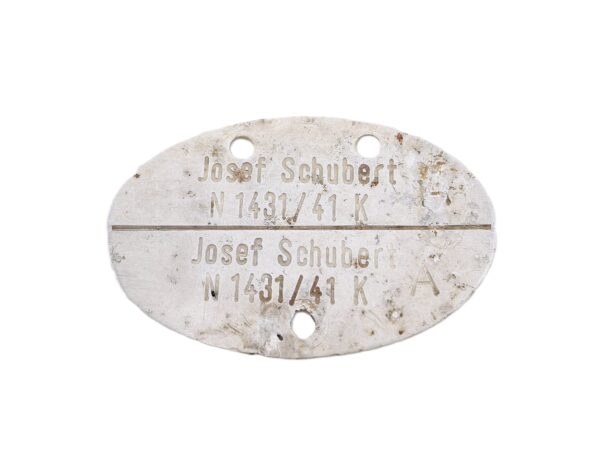 Josef Schubert
N 1431/41 K
Josef Schubert
N 1431/41 K A